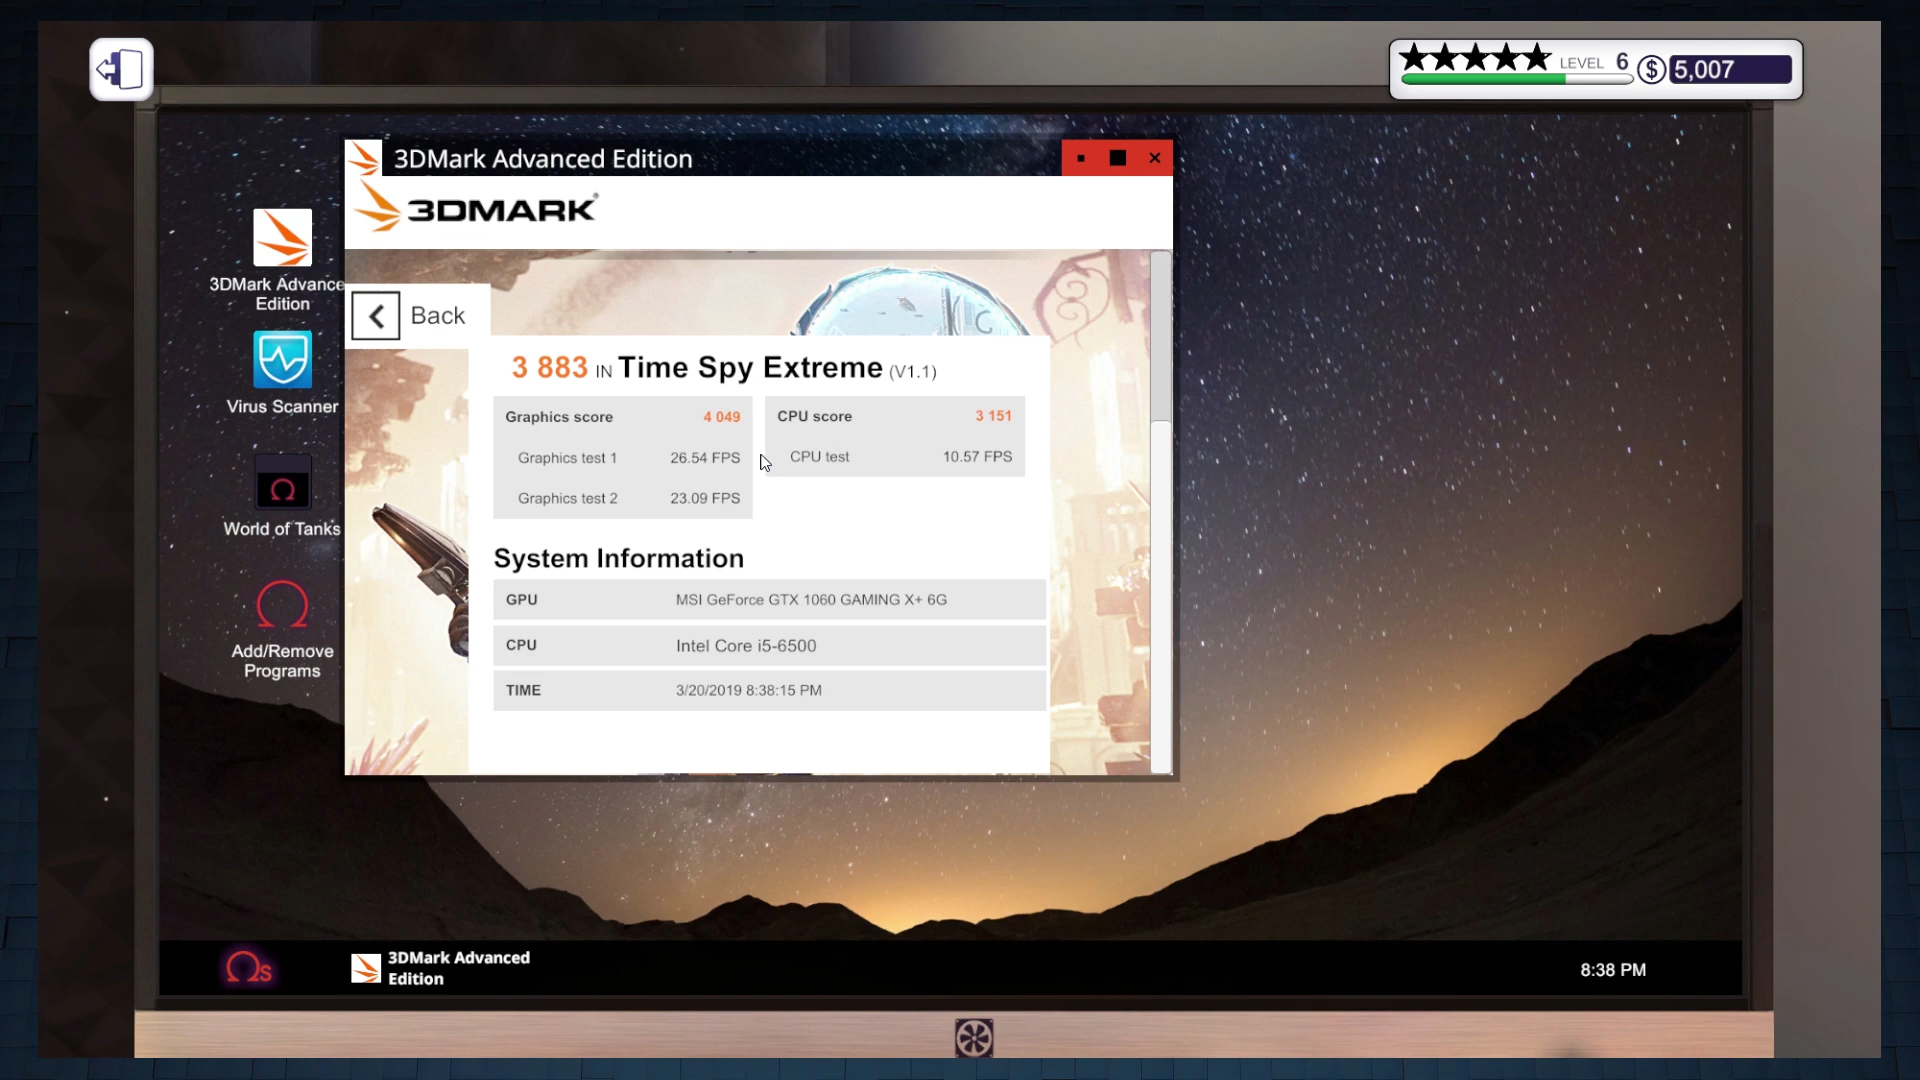 LEVEL 6
$ 5,007
3DMark Advanced Edition
3DMARK
3DMark Advance
Edition
Back
3 883 IN Time Spy Extreme (V1.1)
Graphics score 4 049
CPU score 3 151
Graphics test 1 26.54 FPS
CPU test 10.57 FPS
Graphics test 2 23.09 FPS
System Information
GPU MSI GeForce GTX 1060 GAMING X+ 6G
CPU Intel Core i5-6500
TIME 3/20/2019 8:38:15 PM
Virus Scanner
World of Tanks
Add/Remove
Programs
Ωs
3DMark Advanced
Edition
8:38 PM